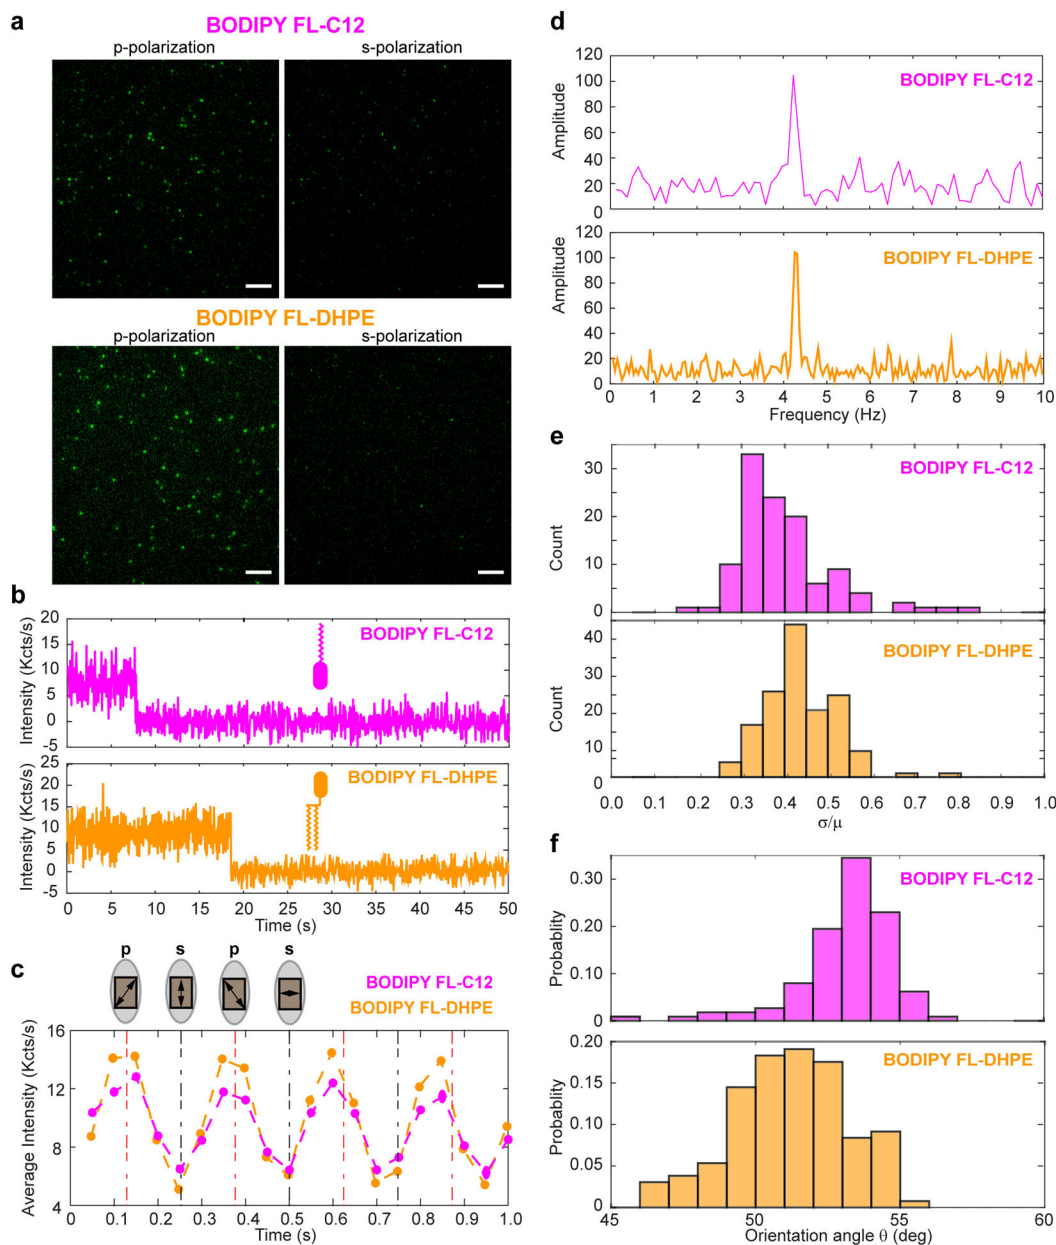 a
BODIPY FL-C12
p-polarization
s-polarization
BODIPY FL-DHPE
p-polarization
s-polarization
b
Intensity (Kcts/s)
20
15
10
5
0
-5
BODIPY FL-C12
Intensity (Kcts/s)
25
20
15
10
5
0
-5
BODIPY FL-DHPE
0 5 10 15 20 25 30 35 40 45 50
Time (s)
c
p s p s
BODIPY FL-C12
BODIPY FL-DHPE
Average Intensity (Kcts/s)
16
12
8
4
0 0.1 0.2 0.3 0.4 0.5 0.6 0.7 0.8 0.9 1.0
Time (s)
d
Amplitude
120
100
80
60
40
20
0
BODIPY FL-C12
Amplitude
120
100
80
60
40
20
0
BODIPY FL-DHPE
0 1 2 3 4 5 6 7 8 9 10
Frequency (Hz)
e
Count
30
20
10
0
BODIPY FL-C12
Count
40
30
20
10
0
BODIPY FL-DHPE
0.0 0.1 0.2 0.3 0.4 0.5 0.6 0.7 0.8 0.9 1.0
σ/μ
f
Probablity
0.30
0.20
0.10
0
BODIPY FL-C12
Probablity
0.20
0.15
0.10
0.05
0.00
BODIPY FL-DHPE
45 50 55 60
Orientation angle θ (deg)